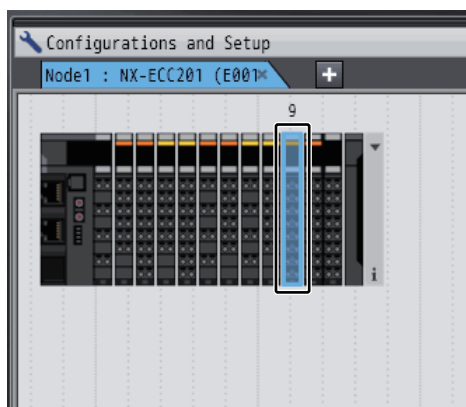 Configurations and Setup
Node1 : NX-ECC201 (E001
9
i